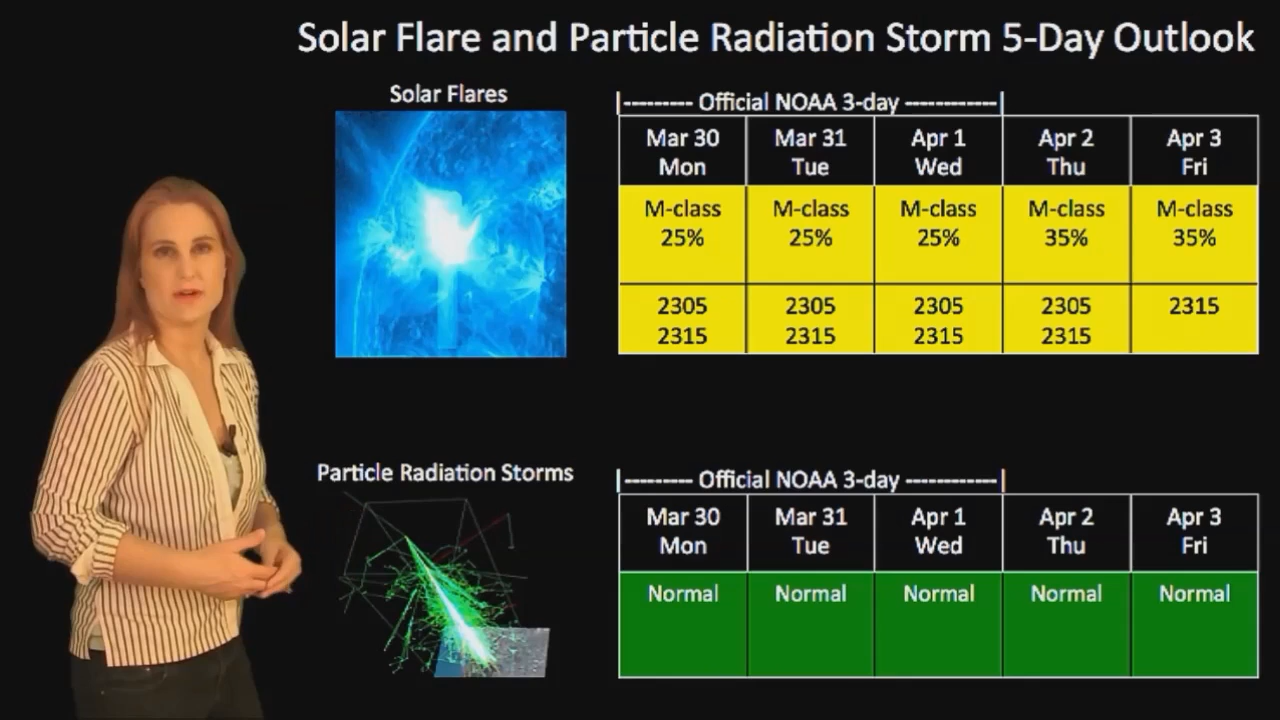 Solar Flare and Particle Radiation Storm 5-Day Outlook
Solar Flares
|--------- Official NOAA 3-day ------------|
Mar 30 Mar 31 Apr 1 Apr 2 Apr 3
Mon Tue Wed Thu Fri
M-class M-class M-class M-class M-class
25% 25% 25% 35% 35%
2305 2305 2305 2305 2315
2315 2315 2315 2315
Particle Radiation Storms
|--------- Official NOAA 3-day ------------|
Mar 30 Mar 31 Apr 1 Apr 2 Apr 3
Mon Tue Wed Thu Fri
Normal Normal Normal Normal Normal